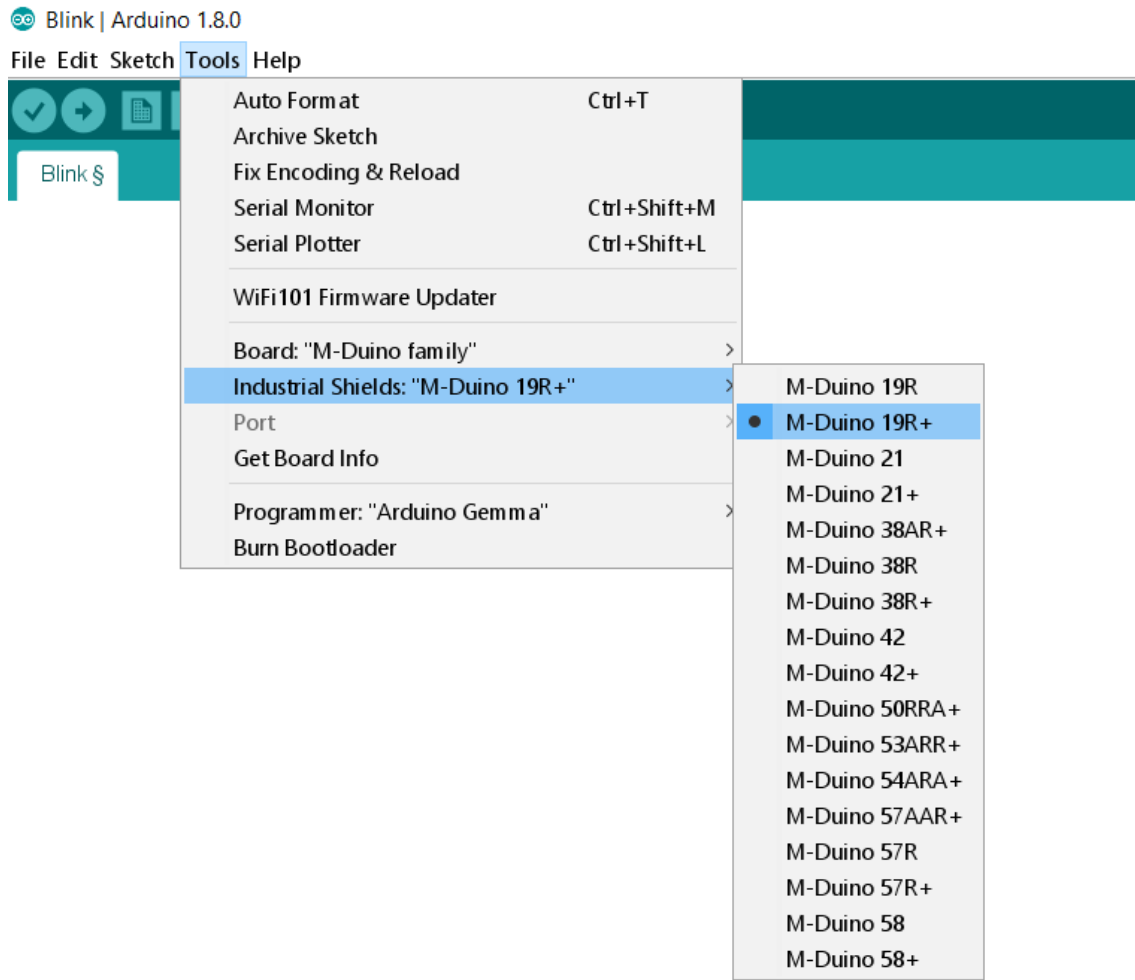 Blink | Arduino 1.8.0
File Edit Sketch Tools Help
Blink §
Auto Format Ctrl+T
Archive Sketch
Fix Encoding & Reload
Serial Monitor Ctrl+Shift+M
Serial Plotter Ctrl+Shift+L
WiFi101 Firmware Updater
Board: "M-Duino family"
Industrial Shields: "M-Duino 19R+"
Port
Get Board Info
Programmer: "Arduino Gemma"
Burn Bootloader
M-Duino 19R
M-Duino 19R+
M-Duino 21
M-Duino 21+
M-Duino 38AR+
M-Duino 38R
M-Duino 38R+
M-Duino 42
M-Duino 42+
M-Duino 50RRA+
M-Duino 53ARR+
M-Duino 54ARA+
M-Duino 57AAR+
M-Duino 57R
M-Duino 57R+
M-Duino 58
M-Duino 58+